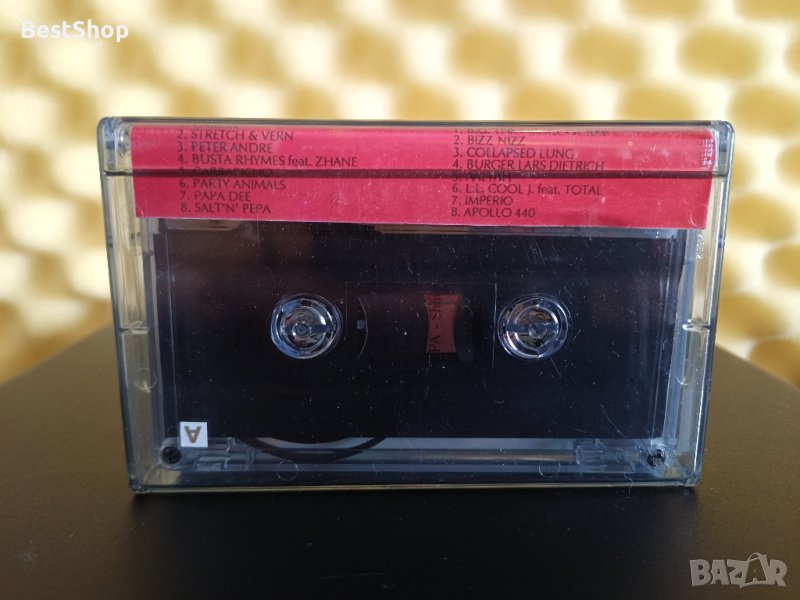 BestShop
2. STRETCH & VERN
3. PETER ANDRE
4. BUSTA RHYMES feat. ZHANE
6. PARTY ANIMALS
7. PAPA DEE
8. SALT'N' PEPA
2. BIZZ NIZZ
3. COLLAPSED LUNG
4. BURGER LARS DIETRICH
6. L.L. COOL J. feat. TOTAL
7. IMPERIO
8. APOLLO 440
A
BAZAR